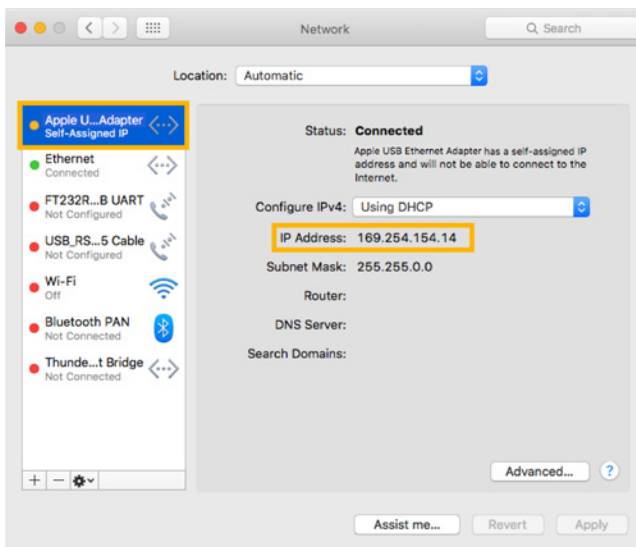 Network
Search
Location: Automatic
Apple U...Adapter
Self-Assigned IP
Ethernet
Connected
FT232R...B UART
Not Configured
USB_RS...5 Cable
Not Configured
Wi-Fi
Off
Bluetooth PAN
Not Connected
Thunde...t Bridge
Not Connected
Status: Connected
Apple USB Ethernet Adapter has a self-assigned IP
address and will not be able to connect to the
Internet.
Configure IPv4: Using DHCP
IP Address: 169.254.154.14
Subnet Mask: 255.255.0.0
Router:
DNS Server:
Search Domains:
Advanced... ?
Assist me... Revert Apply